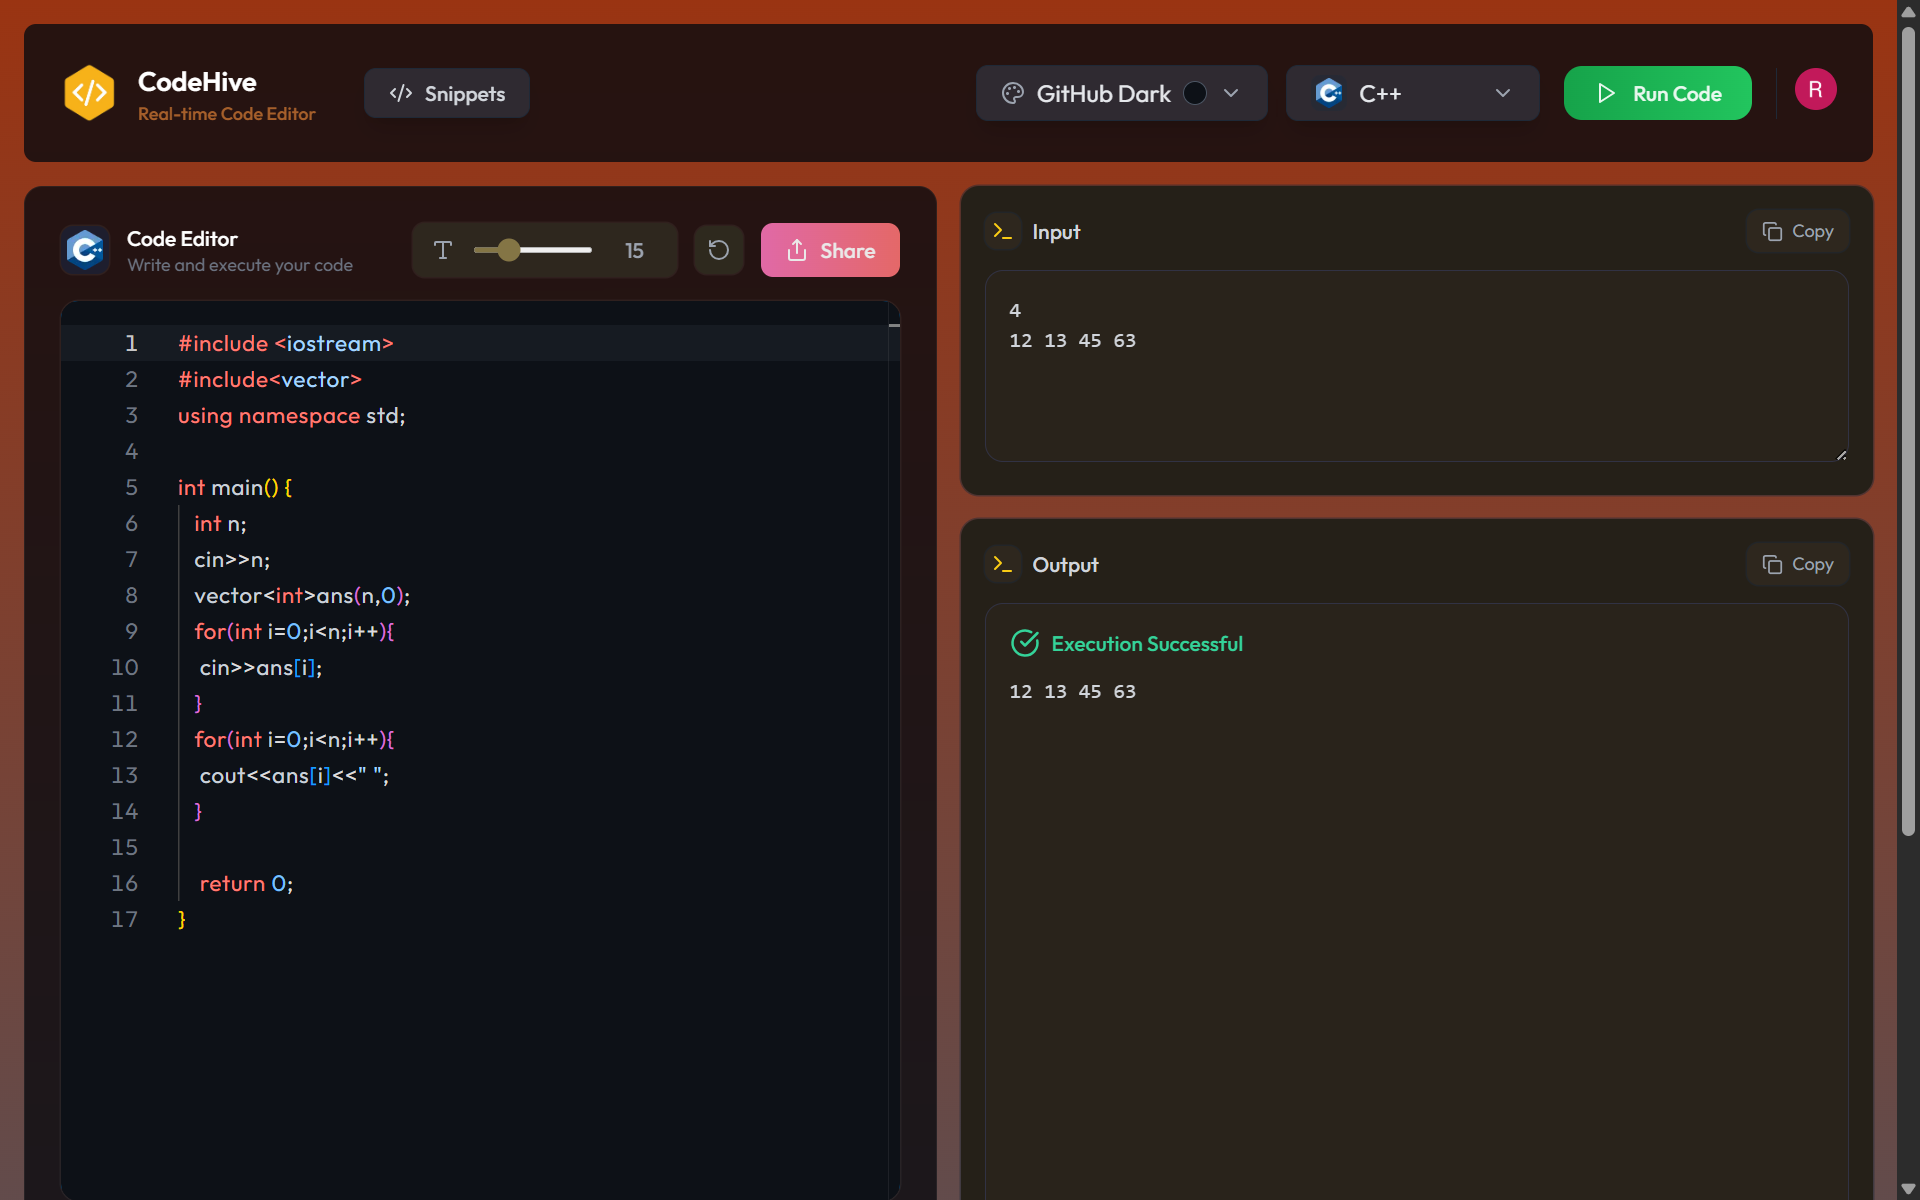 CodeHive
Real-time Code Editor
</> Snippets
GitHub Dark
C++
Run Code
R
Code Editor
Write and execute your code
15
Share
1 #include <iostream>
2 #include<vector>
3 using namespace std;
4
5 int main() {
6 int n;
7 cin>>n;
8 vector<int>ans(n,0);
9 for(int i=0;i<n;i++){
10 cin>>ans[i];
11 }
12 for(int i=0;i<n;i++){
13 cout<<ans[i]<<" ";
14 }
15
16 return 0;
17 }
Input
Copy
4
12 13 45 63
Output
Copy
Execution Successful
12 13 45 63